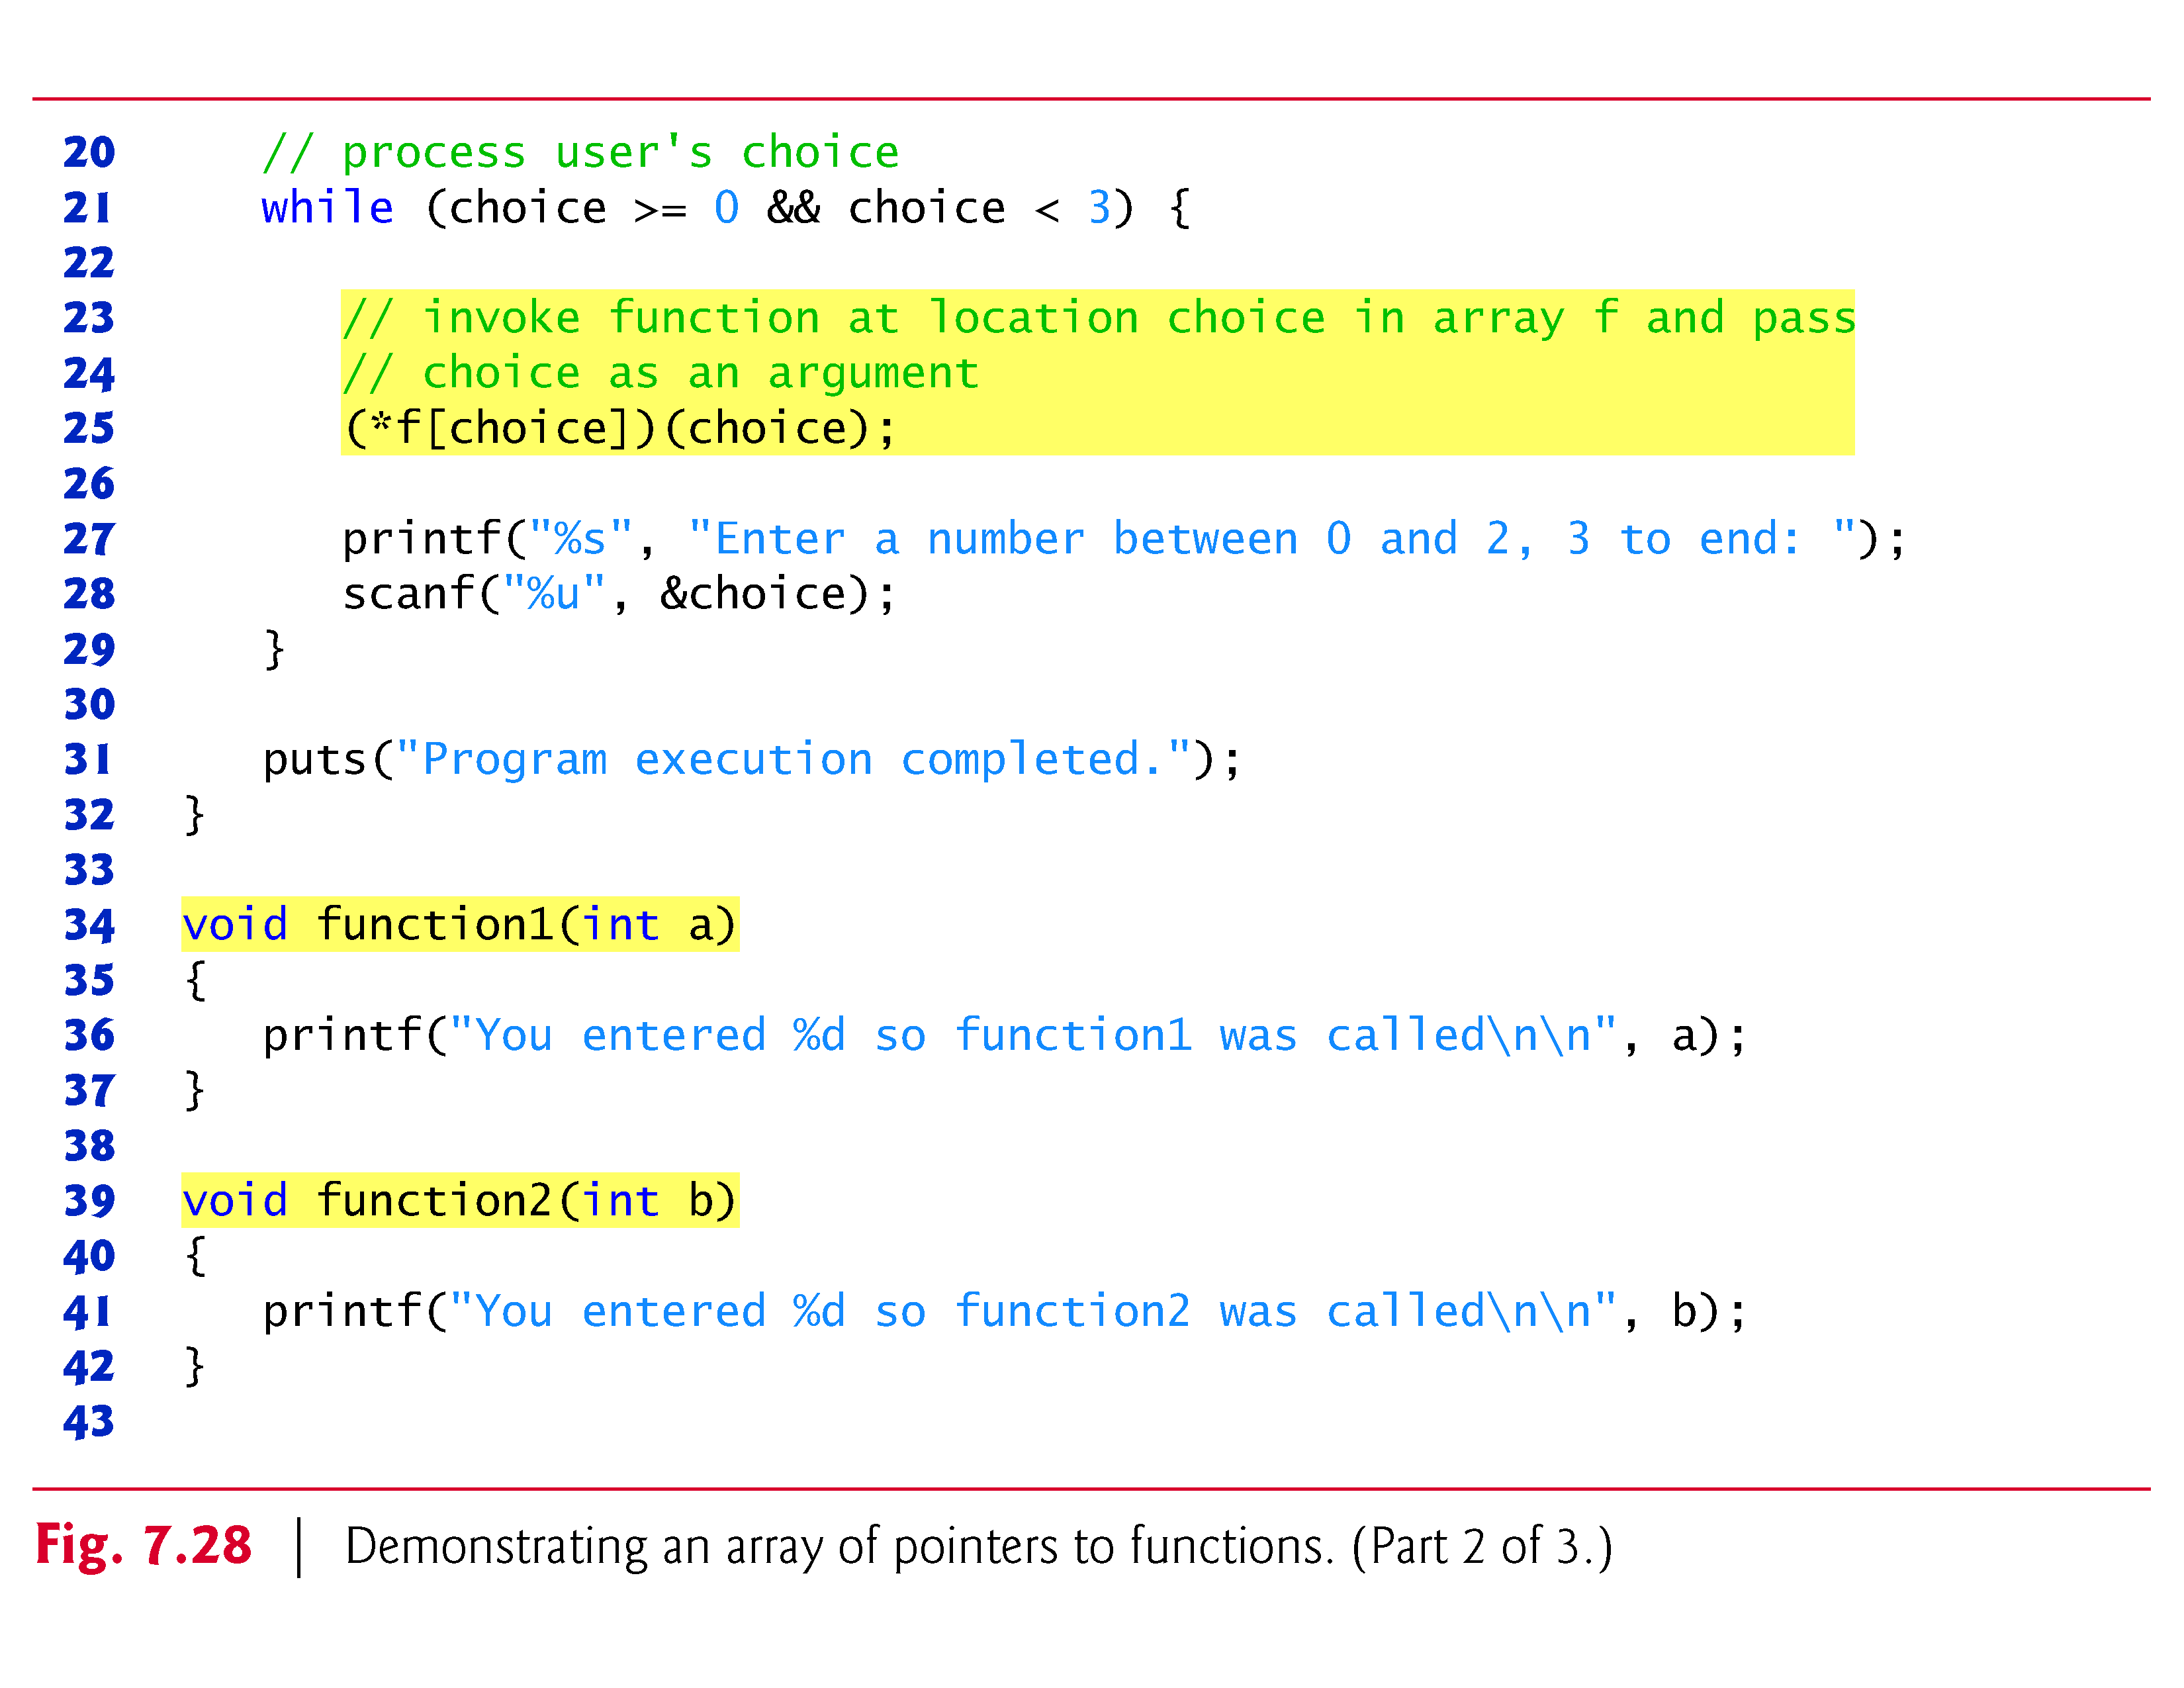 20 // process user's choice
21 while (choice >= 0 && choice < 3) {
22
23 // invoke function at location choice in array f and pass
24 // choice as an argument
25 (*f[choice])(choice);
26
27 printf("%s", "Enter a number between 0 and 2, 3 to end: ");
28 scanf("%u", &choice);
29 }
30
31 puts("Program execution completed.");
32 }
33
34 void function1(int a)
35 {
36 printf("You entered %d so function1 was called\n\n", a);
37 }
38
39 void function2(int b)
40 {
41 printf("You entered %d so function2 was called\n\n", b);
42 }
43
Fig. 7.28 | Demonstrating an array of pointers to functions. (Part 2 of 3.)